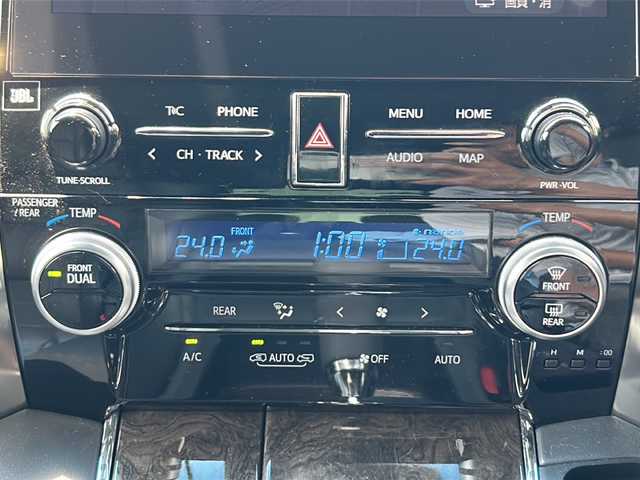 画質・消
JBL
T&C PHONE MENU HOME
CH · TRACK AUDIO MAP
TUNE·SCROLL PWR·VOL
PASSENGER /REAR TEMP TEMP
FRONT nanoe
24.0 1:00 24.0
FRONT DUAL FRONT
REAR REAR
A/C AUTO OFF AUTO H M :00